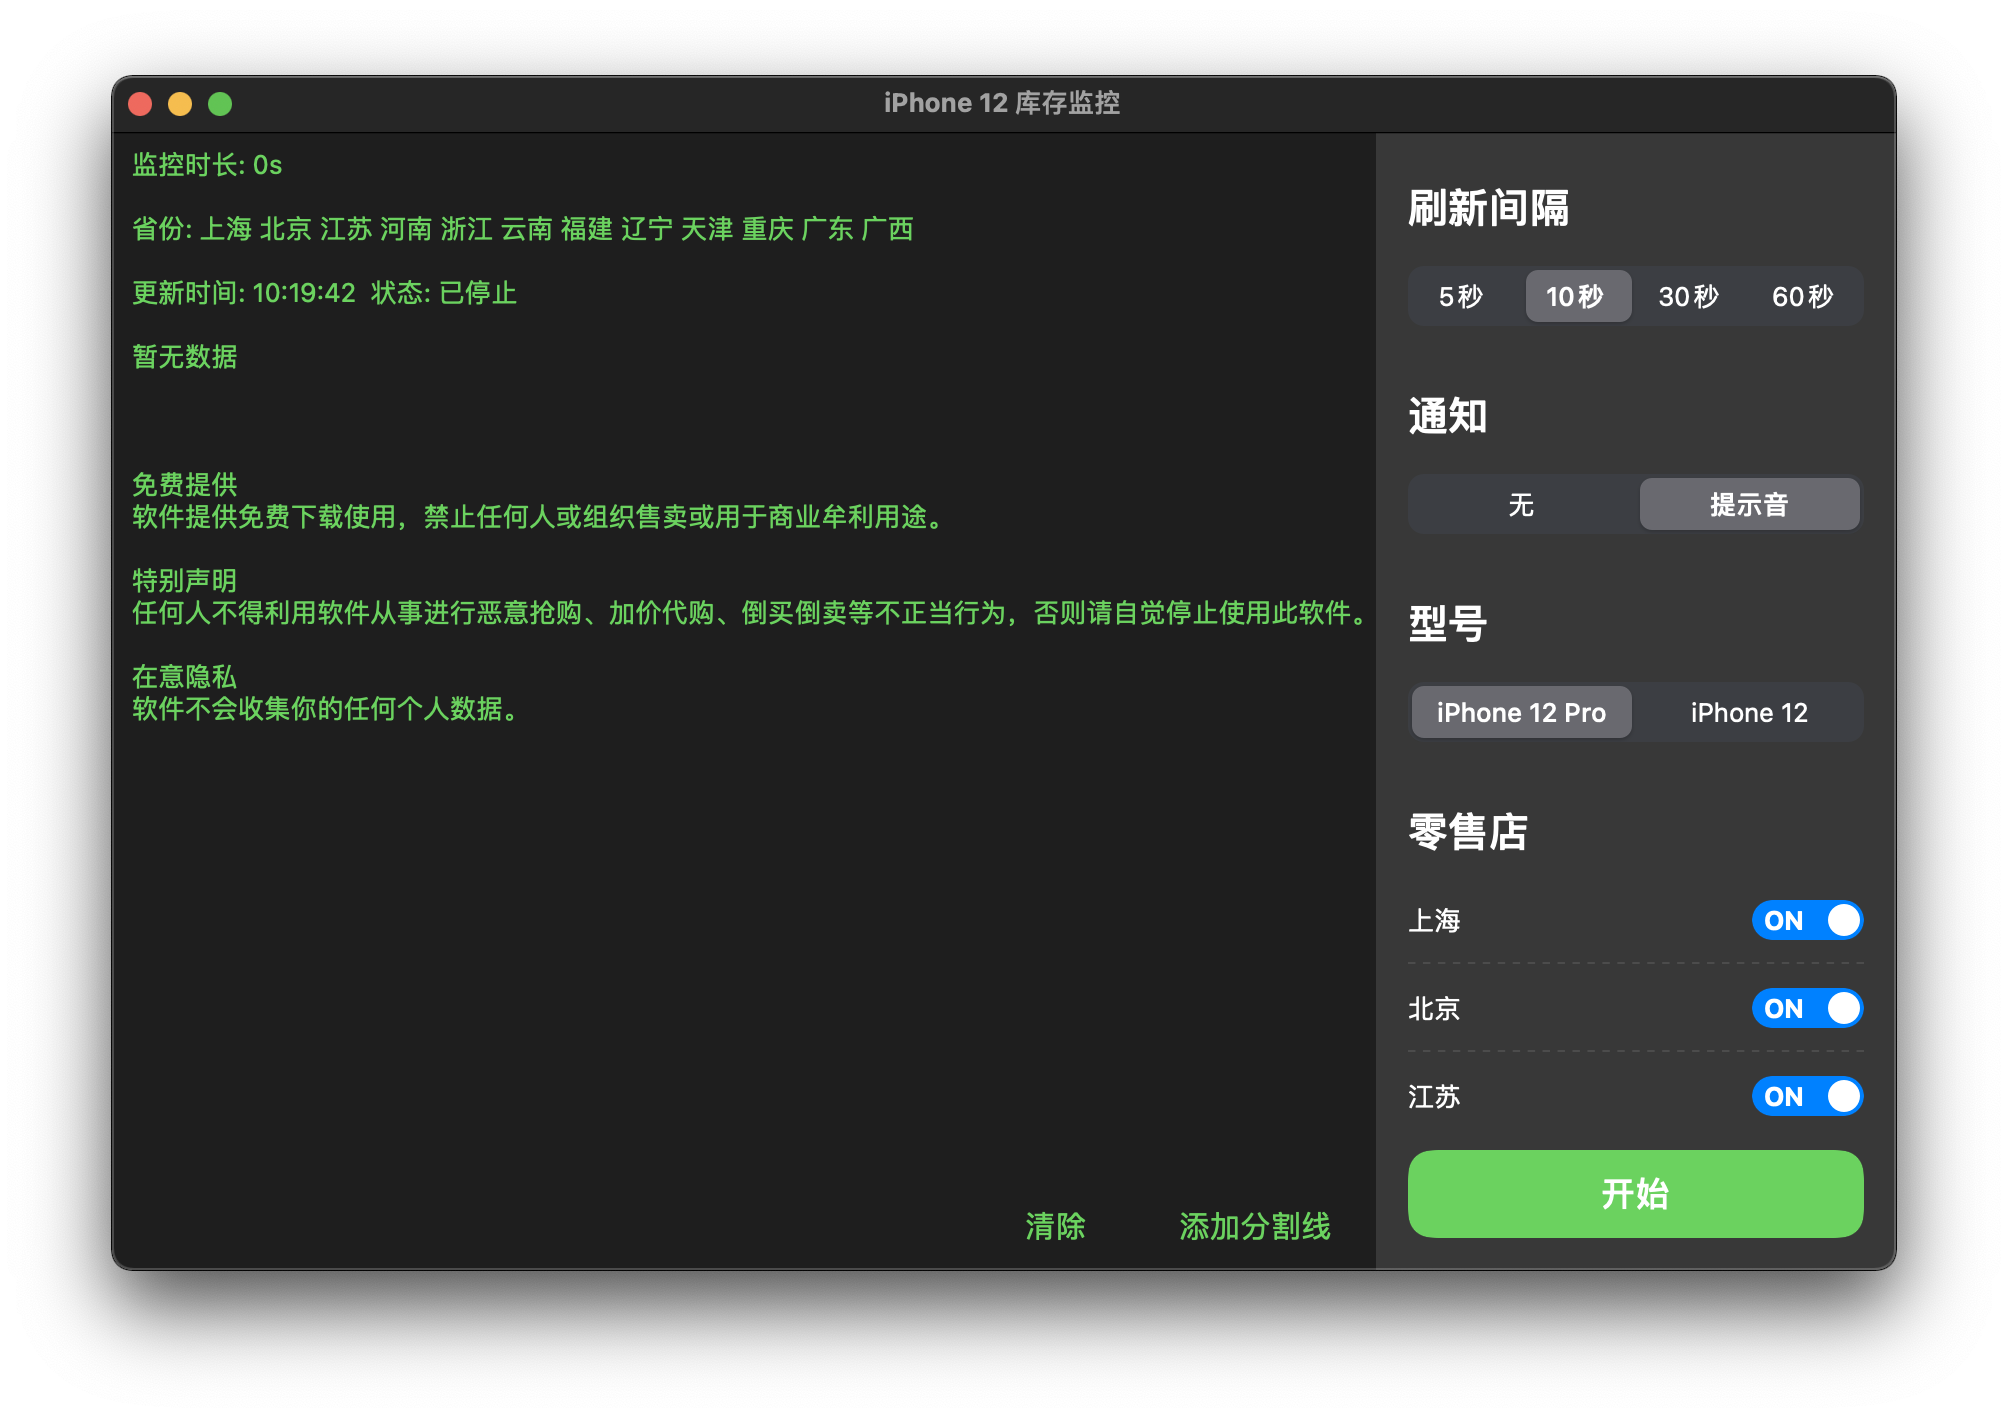 iPhone 12 库存监控
监控时长: 0s
省份: 上海 北京 江苏 河南 浙江 云南 福建 辽宁 天津 重庆 广东 广西
更新时间: 10:19:42 状态: 已停止
暂无数据
免费提供
软件提供免费下载使用，禁止任何人或组织售卖或用于商业牟利用途。
特别声明
任何人不得利用软件从事进行恶意抢购、加价代购、倒买倒卖等不正当行为，否则请自觉停止使用此软件。
在意隐私
软件不会收集你的任何个人数据。
清除 添加分割线
刷新间隔
5秒 10秒 30秒 60秒
通知
无 提示音
型号
iPhone 12 Pro iPhone 12
零售店
上海 ON
北京 ON
江苏 ON
开始